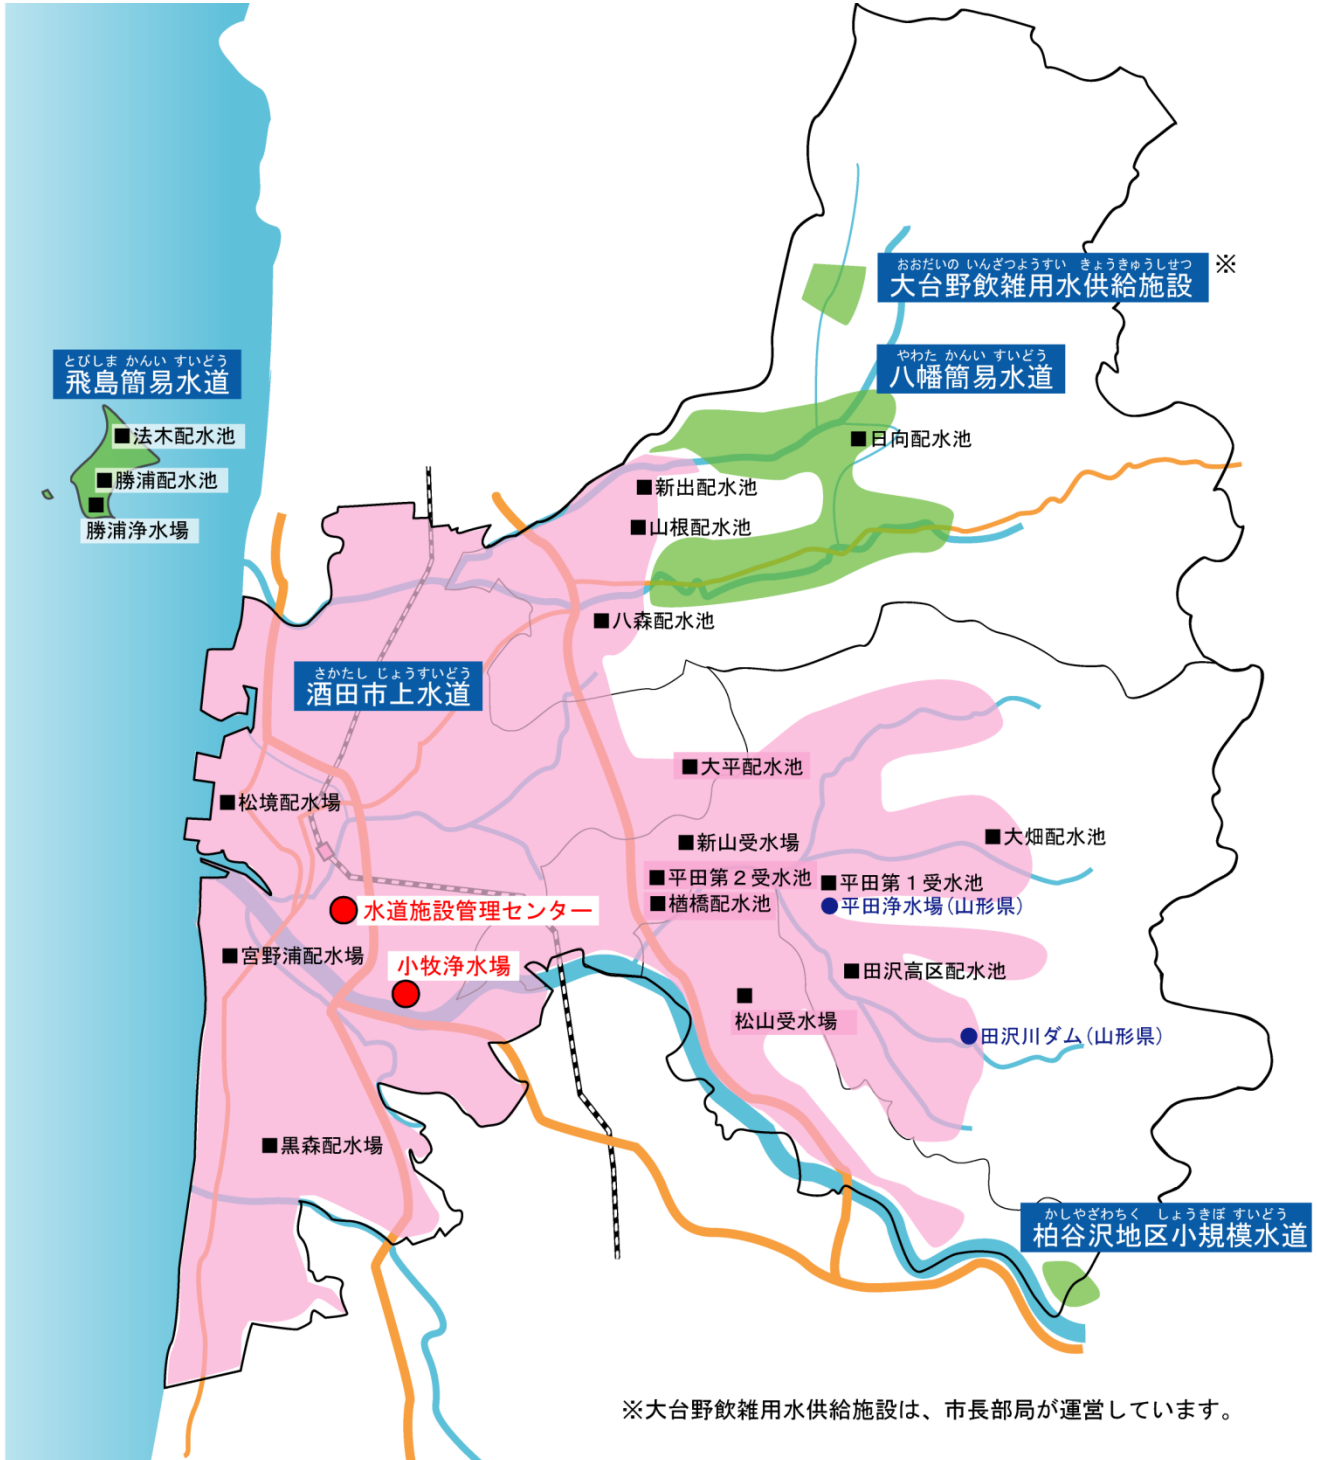 おおだいの いんざつようすい きょうきゅうしせつ
大台野飲雑用水供給施設
※
やわた かんい すいどう
八幡簡易水道
とびしま かんい すいどう
飛島簡易水道
■法木配水池
■勝浦配水池
■
勝浦浄水場
■日向配水池
■新出配水池
■山根配水池
■八森配水池
さかたし じょうすいどう
酒田市上水道
■大平配水池
■松境配水場
■新山受水場
■大畑配水池
■平田第２受水池
■平田第１受水池
■楢橋配水池
●平田浄水場(山形県)
水道施設管理センター
■宮野浦配水場
小牧浄水場
■田沢高区配水池
■
松山受水場
●田沢川ダム(山形県)
■黒森配水場
かしやざわちく しょうきぼ すいどう
柏谷沢地区小規模水道
※大台野飲雑用水供給施設は、市長部局が運営しています。